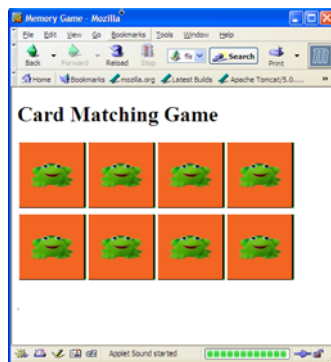 Memory Game - Mozilla
File Edit View Go Bookmarks Tools Window Help
Back Forward Reload Stop Search Print
Home Bookmarks mozilla.org Latest Builds Apache Tomcat/5.0....
Card Matching Game
Applet Sound started